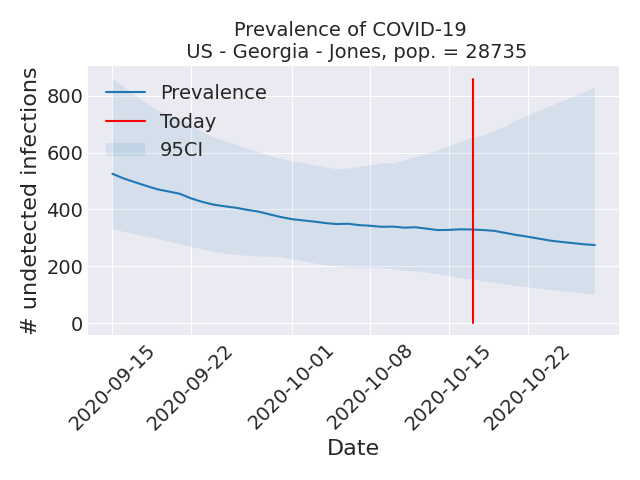 Prevalence of COVID-19
US - Georgia - Jones, pop. = 28735
# undetected infections
800
600
400
200
0
Prevalence
Today
95CI
2020-09-15
2020-09-22
2020-10-01
2020-10-08
2020-10-15
2020-10-22
Date